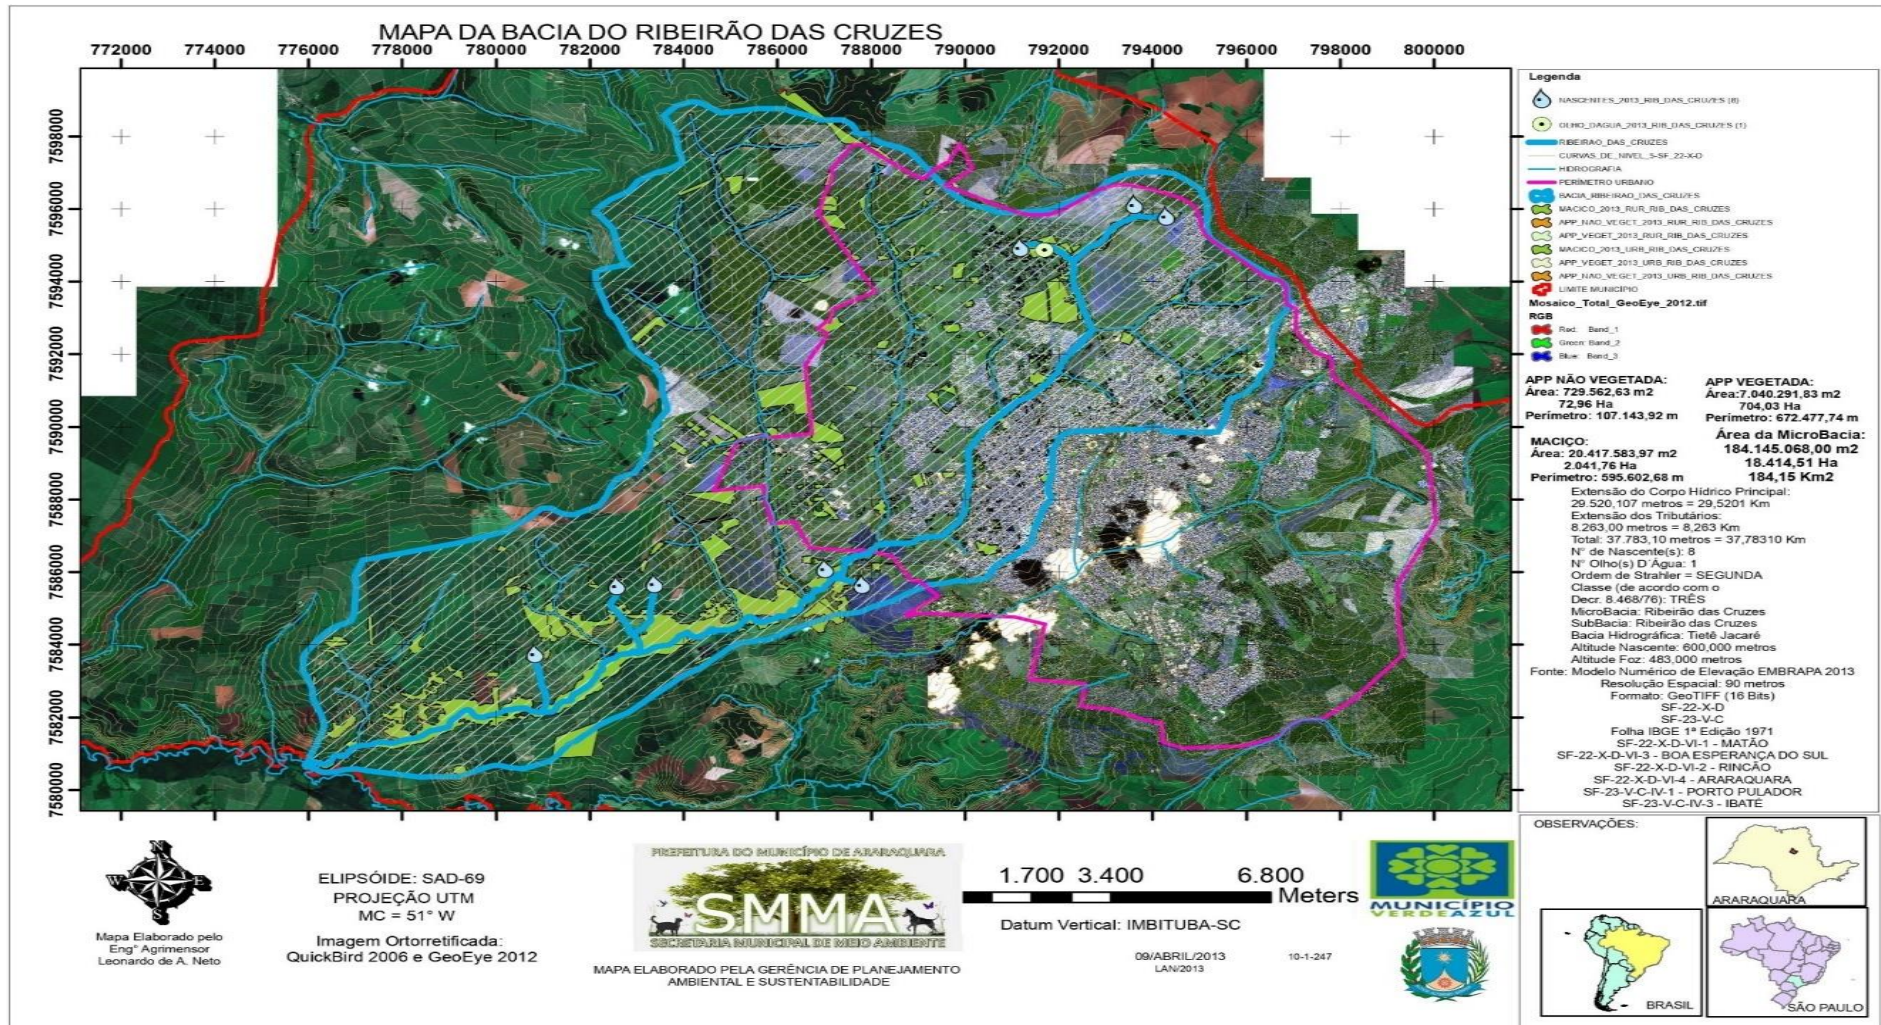 MAPA DA BACIA DO RIBEIRÃO DAS CRUZES
772000 774000 776000 778000 780000 782000 784000 786000 788000 790000 792000 794000 796000 798000 800000
7598000
7596000
7594000
7592000
7590000
7588000
7586000
7584000
7582000
7580000
Legenda
NASCENTES_2013_RIB_DAS_CRUZES (8)
OLHO_DAGUA_2013_RIB_DAS_CRUZES (1)
RIBEIRAO_DAS_CRUZES
CURVAS_DE_NIVEL_5-SF_22-X-D
HIDROGRAFIA
PERÍMETRO URBANO
BACIA_RIBEIRAO_DAS_CRUZES
MACICO_2013_RUR_RIB_DAS_CRUZES
APP_NAO_VEGET_2013_RUR_RIB_DAS_CRUZES
APP_VEGET_2013_RUR_RIB_DAS_CRUZES
MACICO_2013_URB_RIB_DAS_CRUZES
APP_VEGET_2013_URB_RIB_DAS_CRUZES
APP_NAO_VEGET_2013_URB_RIB_DAS_CRUZES
LIMITE MUNICÍPIO
Mosaico_Total_GeoEye_2012.tif
RGB
Red: Band_1
Green: Band_2
Blue: Band_3
APP NÃO VEGETADA:
Área: 729.562,63 m2
72,96 Ha
Perímetro: 107.143,92 m
APP VEGETADA:
Área:7.040.291,83 m2
704,03 Ha
Perímetro: 672.477,74 m
MACIÇO:
Área: 20.417.583,97 m2
2.041,76 Ha
Perímetro: 595.602,68 m
Área da MicroBacia:
184.145.068,00 m2
18.414,51 Ha
184,15 Km2
Extensão do Corpo Hídrico Principal:
29.520,107 metros = 29,5201 Km
Extensão dos Tributários:
8.263,00 metros = 8,263 Km
Total: 37.783,10 metros = 37,78310 Km
N° de Nascente(s): 8
N° Olho(s) D´Água: 1
Ordem de Strahler = SEGUNDA
Classe (de acordo com o
Decr. 8.468/76): TRÊS
MicroBacia: Ribeirão das Cruzes
SubBacia: Ribeirão das Cruzes
Bacia Hidrográfica: Tietê Jacaré
Altitude Nascente: 600,000 metros
Altitude Foz: 483,000 metros
Fonte: Modelo Numérico de Elevação EMBRAPA 2013
Resolução Espacial: 90 metros
Formato: GeoTIFF (16 Bits)
SF-22-X-D
SF-23-V-C
Folha IBGE 1ª Edição 1971
SF-22-X-D-VI-1 - MATÃO
SF-22-X-D-VI-3 - BOA ESPERANÇA DO SUL
SF-22-X-D-VI-2 - RINCÃO
SF-22-X-D-VI-4 - ARARAQUARA
SF-23-V-C-IV-1 - PORTO PULADOR
SF-23-V-C-IV-3 - IBATÉ
N
W E
S
Mapa Elaborado pelo
Eng° Agrimensor
Leonardo de A. Neto
ELIPSÓIDE: SAD-69
PROJEÇÃO UTM
MC = 51° W
Imagem Ortorretificada:
QuickBird 2006 e GeoEye 2012
PREFEITURA DO MUNICÍPIO DE ARARAQUARA
SMMA
SECRETARIA MUNICIPAL DE MEIO AMBIENTE
MAPA ELABORADO PELA GERÊNCIA DE PLANEJAMENTO
AMBIENTAL E SUSTENTABILIDADE
1.700 3.400 6.800
Meters
Datum Vertical: IMBITUBA-SC
09/ABRIL/2013 10-1-247
LAN/2013
MUNICÍPIO
VERDEAZUL
OBSERVAÇÕES:
ARARAQUARA
BRASIL
SÃO PAULO